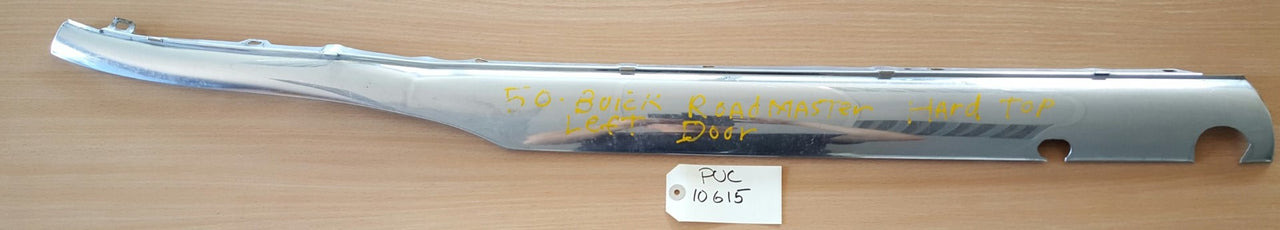 50. BUICK ROADMASTER Hard TOP
Left Door
PUC
10615